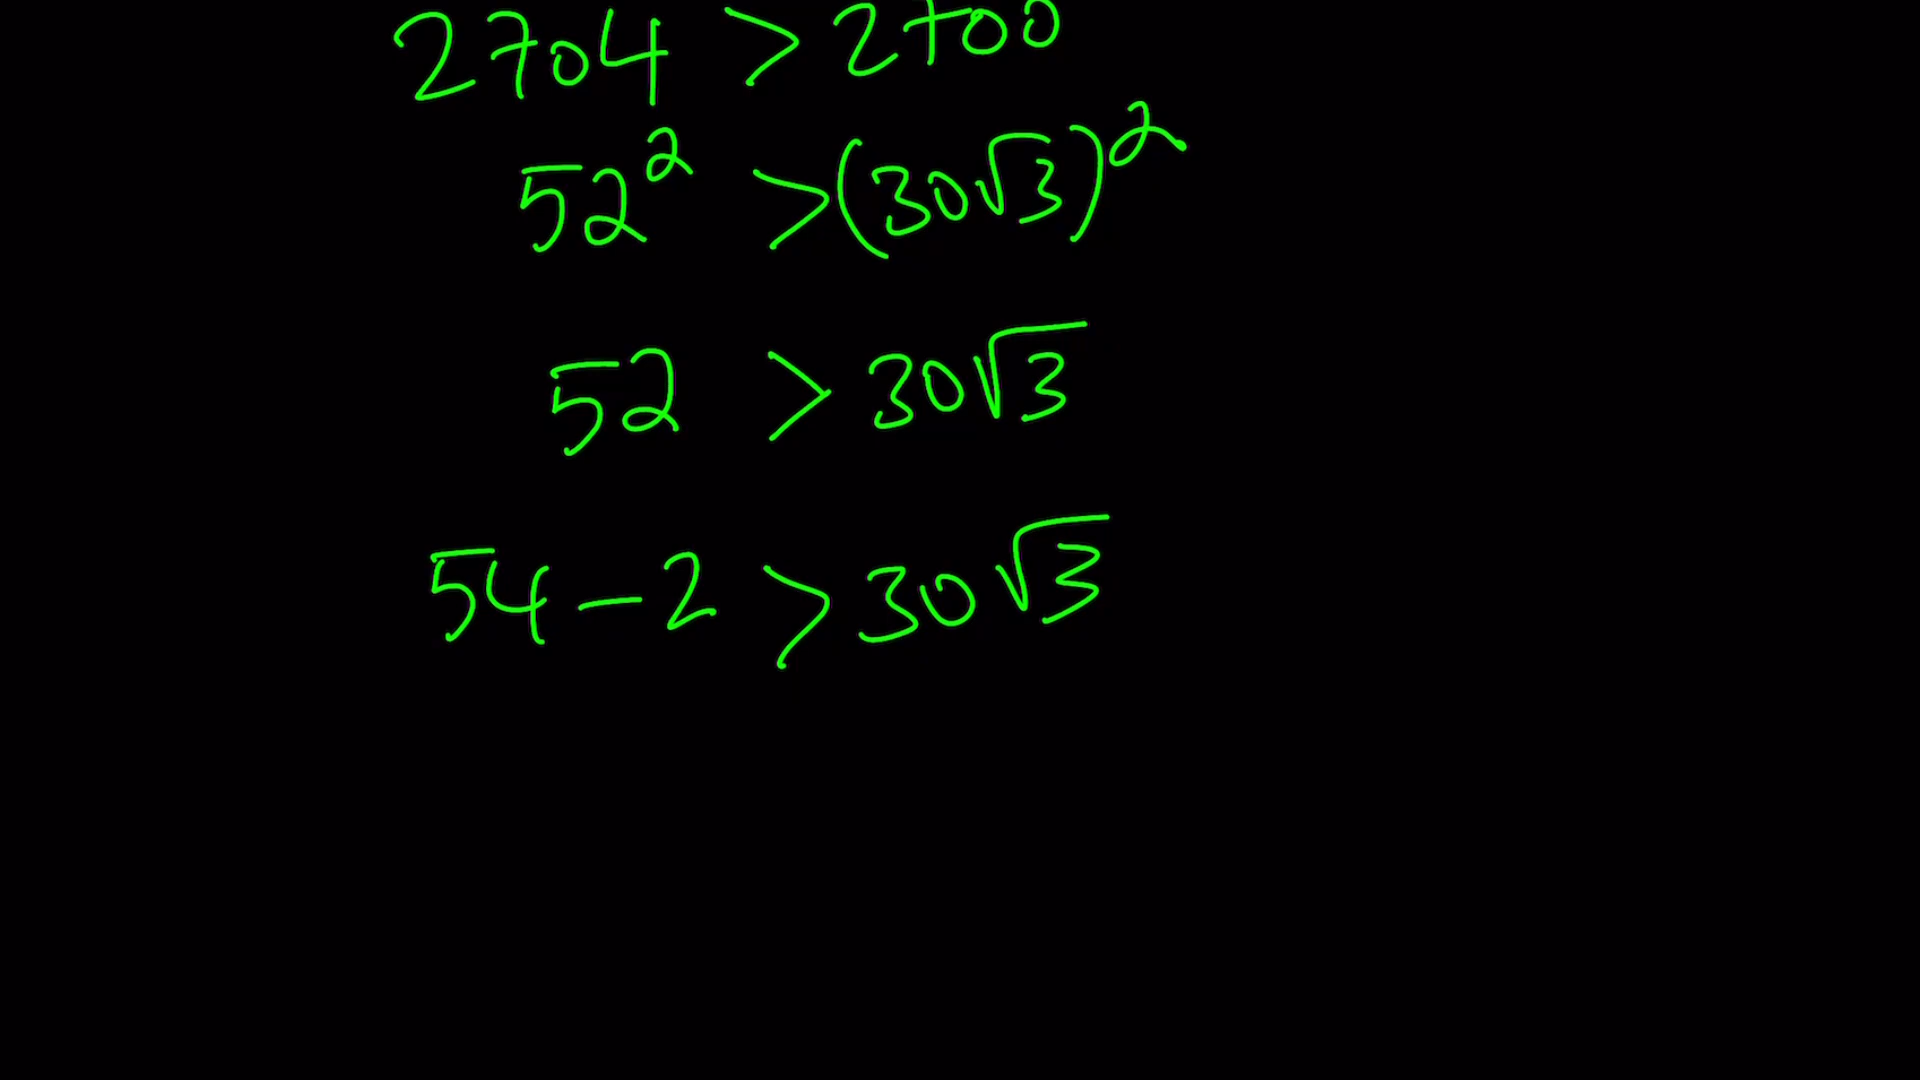 2704 > 2700
52² > (30√3)²
52 > 30√3
54 - 2 > 30√3